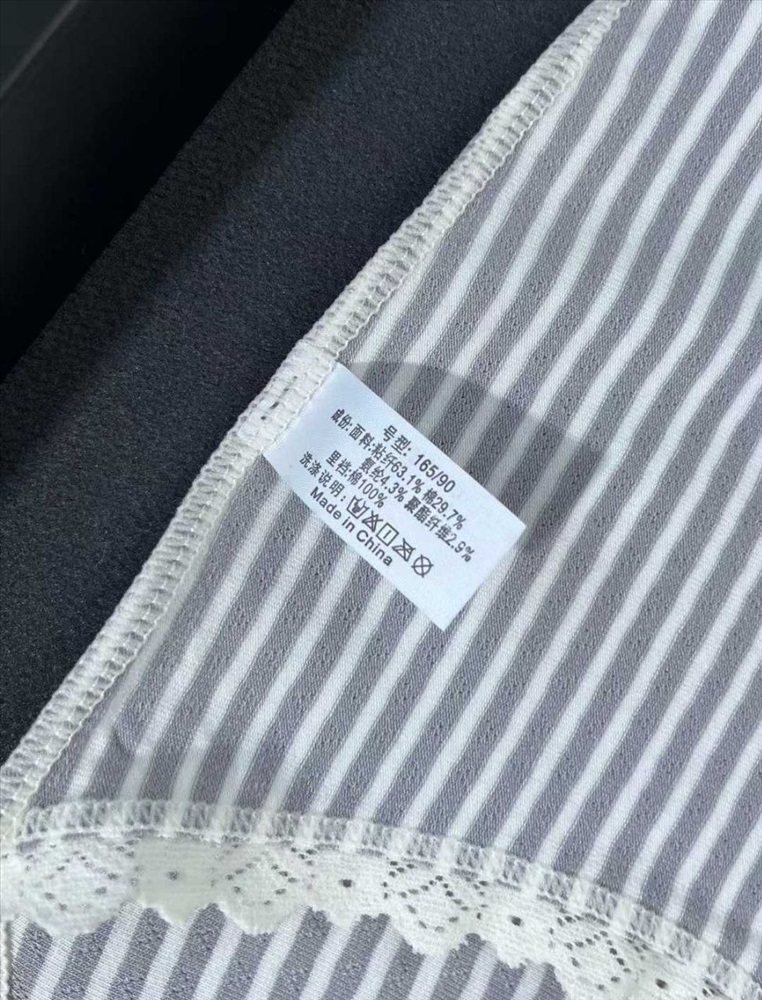 号型: 165/90
成份:面料:粘纤63.1% 棉29.7%
氨纶4.3% 聚酯纤维2.9%
里裆:棉100%
洗涤说明:
Made in China